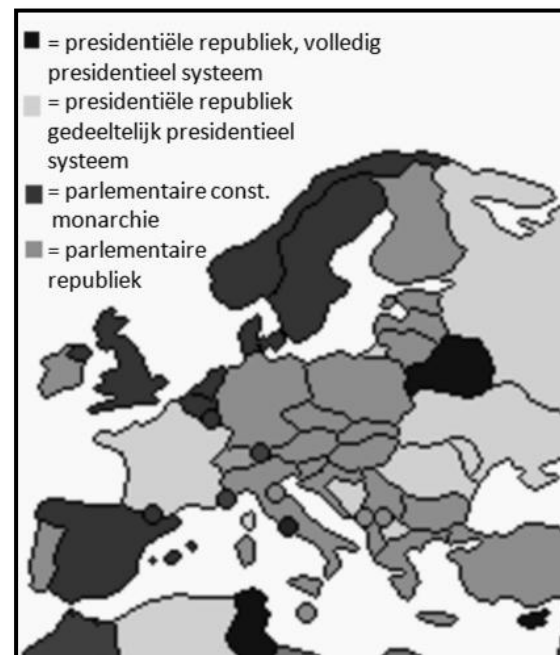 = presidentiële republiek, volledig
presidentieel systeem
= presidentiële republiek
gedeeltelijk presidentieel
systeem
= parlementaire const.
monarchie
= parlementaire
republiek